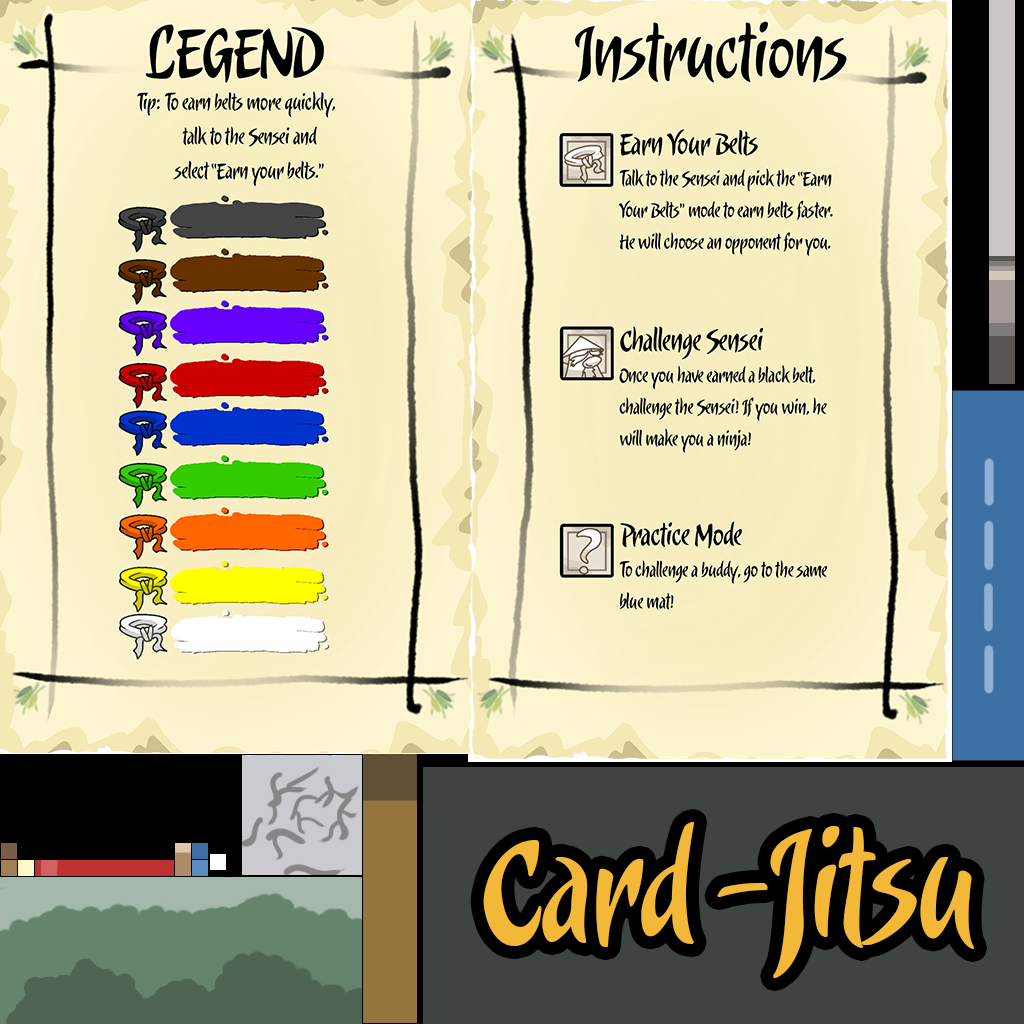 LEGEND
Tip: To earn belts more quickly,
talk to the Sensei and
select "Earn your belts."
Instructions
Earn Your Belts
Talk to the Sensei and pick the "Earn
Your Belts" mode to earn belts faster.
He will choose an opponent for you.
Challenge Sensei
Once you have earned a black belt,
challenge the Sensei! If you win, he
will make you a ninja!
Practice Mode
To challenge a buddy, go to the same
blue mat!
?
Card-Jitsu